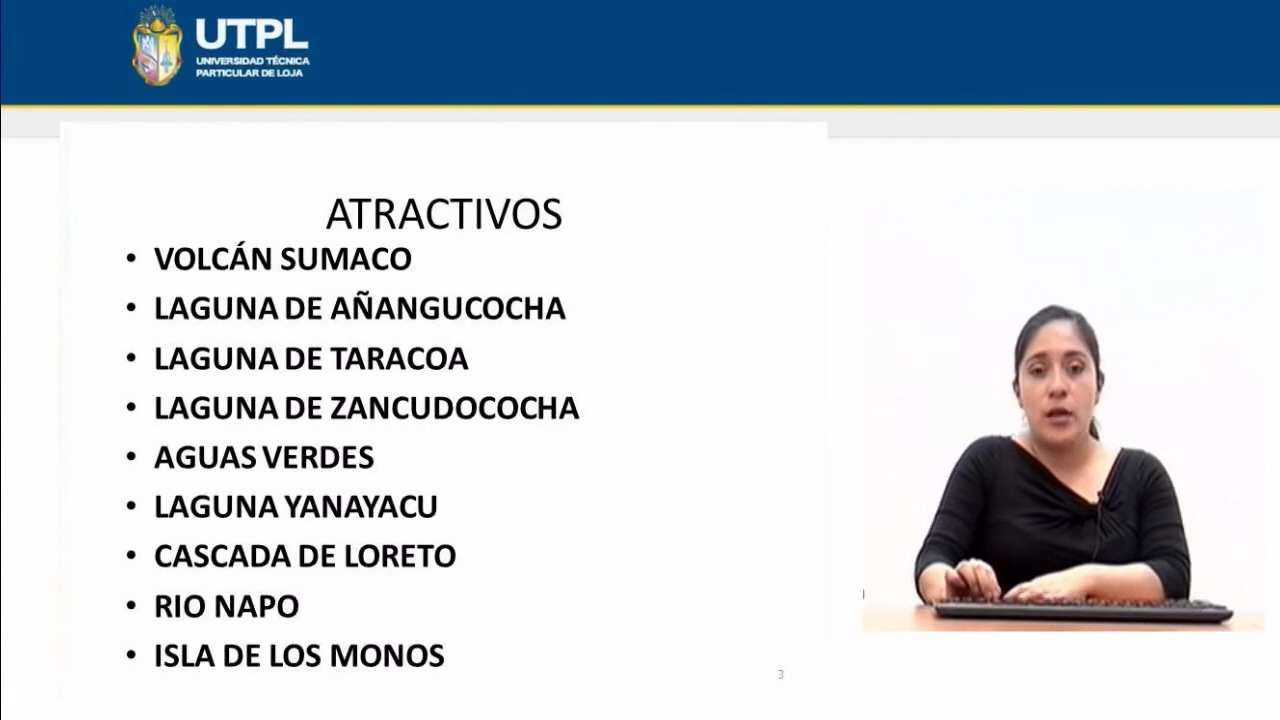 UTPL
UNIVERSIDAD TÉCNICA
PARTICULAR DE LOJA
ATRACTIVOS
• VOLCÁN SUMACO
• LAGUNA DE AÑANGUCOCHA
• LAGUNA DE TARACOA
• LAGUNA DE ZANCUDOCOCHA
• AGUAS VERDES
• LAGUNA YANAYACU
• CASCADA DE LORETO
• RIO NAPO
• ISLA DE LOS MONOS
3